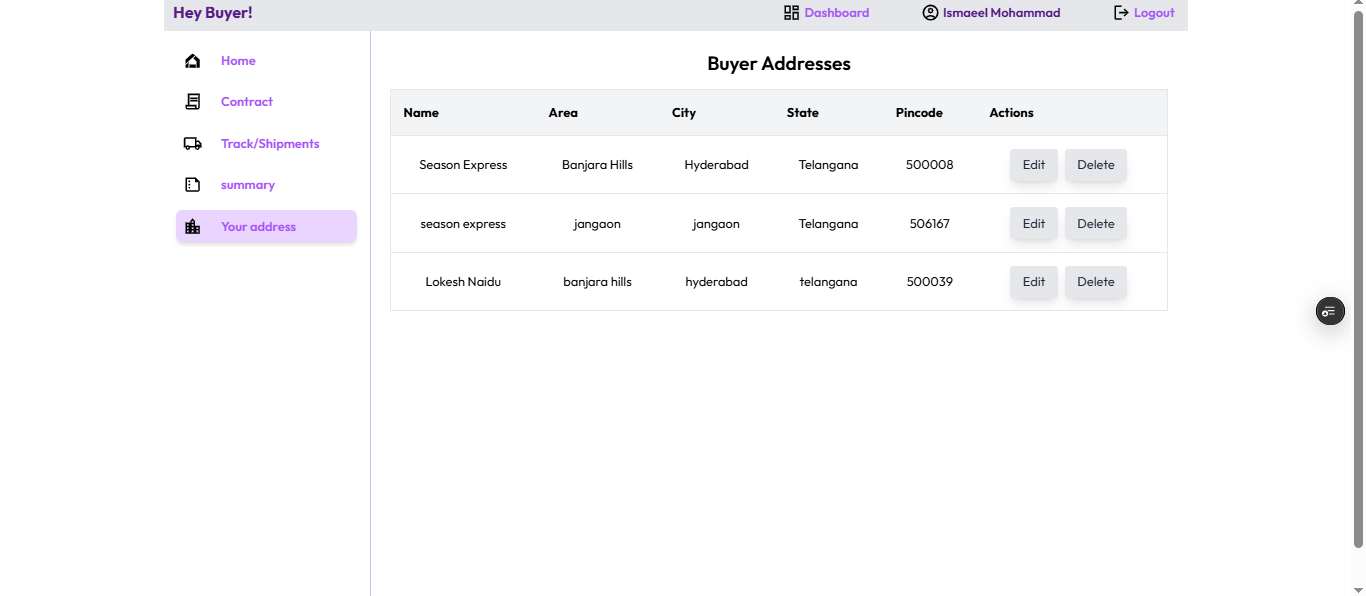 Hey Buyer! Dashboard Ismaeel Mohammad Logout
Home
Contract
Track/Shipments
summary
Your address
Buyer Addresses
Name Area City State Pincode Actions
Season Express Banjara Hills Hyderabad Telangana 500008 Edit Delete
season express jangaon jangaon Telangana 506167 Edit Delete
Lokesh Naidu banjara hills hyderabad telangana 500039 Edit Delete